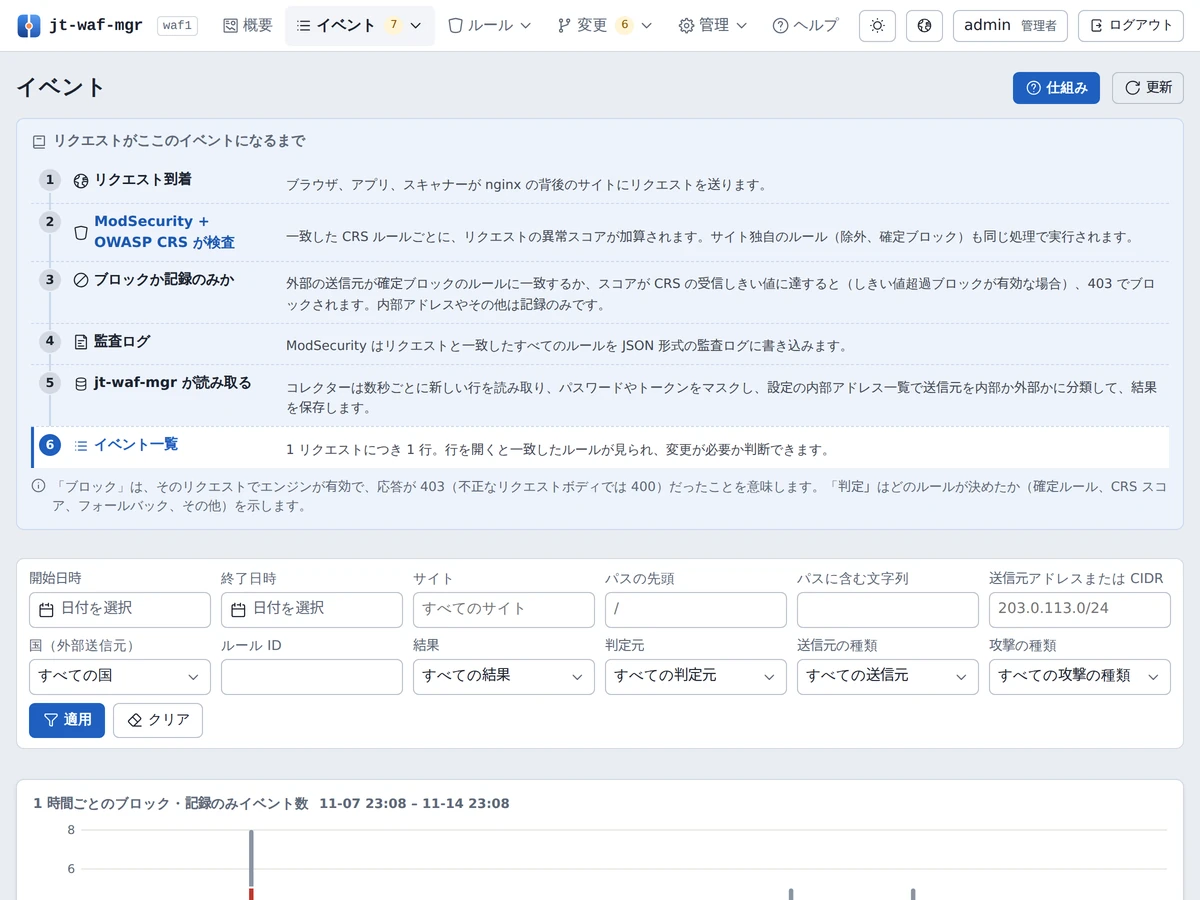 jt-waf-mgr waf1 概要 イベント 7 ルール 変更 6 管理 ヘルプ admin 管理者 ログアウト
イベント
仕組み 更新
リクエストがここのイベントになるまで
1 リクエスト到着 ブラウザ、アプリ、スキャナーが nginx の背後のサイトにリクエストを送ります。
2 ModSecurity +
OWASP CRS が検査 一致した CRS ルールごとに、リクエストの異常スコアが加算されます。サイト独自のルール（除外、確定ブロック）も同じ処理で実行されます。
3 ブロックか記録のみか 外部の送信元が確定ブロックのルールに一致するか、スコアが CRS の受信しきい値に達すると（しきい値超過ブロックが有効な場合）、403 でブロ
ックされます。内部アドレスやその他は記録のみです。
4 監査ログ ModSecurity はリクエストと一致したすべてのルールを JSON 形式の監査ログに書き込みます。
5 jt-waf-mgr が読み取る コレクターは数秒ごとに新しい行を読み取り、パスワードやトークンをマスクし、設定の内部アドレス一覧で送信元を内部か外部かに分類して、結果
を保存します。
6 イベント一覧 1 リクエストにつき 1 行。行を開くと一致したルールが見られ、変更が必要か判断できます。
「ブロック」は、そのリクエストでエンジンが有効で、応答が 403（不正なリクエストボディでは 400）だったことを意味します。「判定」はどのルールが決めたか（確定ルール、CRS スコ
ア、フォールバック、その他）を示します。
開始日時 終了日時 サイト パスの先頭 パスに含む文字列 送信元アドレスまたは CIDR
日付を選択 日付を選択 すべてのサイト / 203.0.113.0/24
国（外部送信元） ルール ID 結果 判定元 送信元の種類 攻撃の種類
すべての国 すべての結果 すべての判定元 すべての送信元 すべての攻撃の種類
適用 クリア
1 時間ごとのブロック・記録のみイベント数 11-07 23:08 – 11-14 23:08
8
6